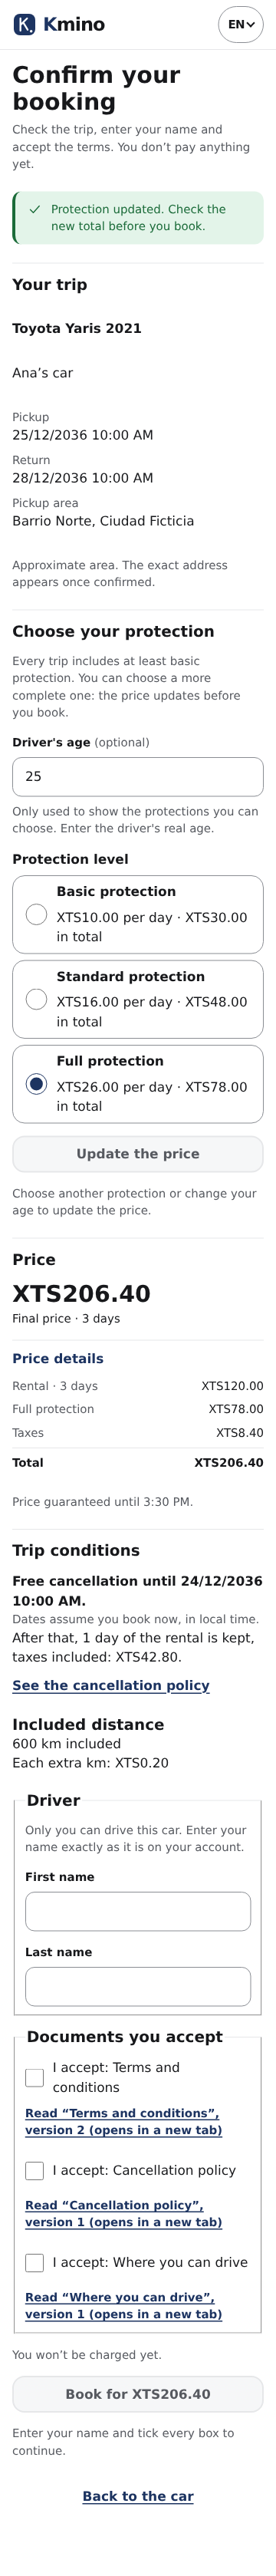 Kmino
EN
Confirm your
booking
Check the trip, enter your name and
accept the terms. You don’t pay anything
yet.
Protection updated. Check the
new total before you book.
Your trip
Toyota Yaris 2021
Ana’s car
Pickup
25/12/2036 10:00 AM
Return
28/12/2036 10:00 AM
Pickup area
Barrio Norte, Ciudad Ficticia
Approximate area. The exact address
appears once confirmed.
Choose your protection
Every trip includes at least basic
protection. You can choose a more
complete one: the price updates before
you book.
Driver's age (optional)
25
Only used to show the protections you can
choose. Enter the driver's real age.
Protection level
Basic protection
XTS10.00 per day · XTS30.00
in total
Standard protection
XTS16.00 per day · XTS48.00
in total
Full protection
XTS26.00 per day · XTS78.00
in total
Update the price
Choose another protection or change your
age to update the price.
Price
XTS206.40
Final price · 3 days
Price details
Rental · 3 days XTS120.00
Full protection XTS78.00
Taxes XTS8.40
Total XTS206.40
Price guaranteed until 3:30 PM.
Trip conditions
Free cancellation until 24/12/2036
10:00 AM.
Dates assume you book now, in local time.
After that, 1 day of the rental is kept,
taxes included: XTS42.80.
See the cancellation policy
Included distance
600 km included
Each extra km: XTS0.20
Driver
Only you can drive this car. Enter your
name exactly as it is on your account.
First name
Last name
Documents you accept
I accept: Terms and
conditions
Read “Terms and conditions”,
version 2 (opens in a new tab)
I accept: Cancellation policy
Read “Cancellation policy”,
version 1 (opens in a new tab)
I accept: Where you can drive
Read “Where you can drive”,
version 1 (opens in a new tab)
You won’t be charged yet.
Book for XTS206.40
Enter your name and tick every box to
continue.
Back to the car